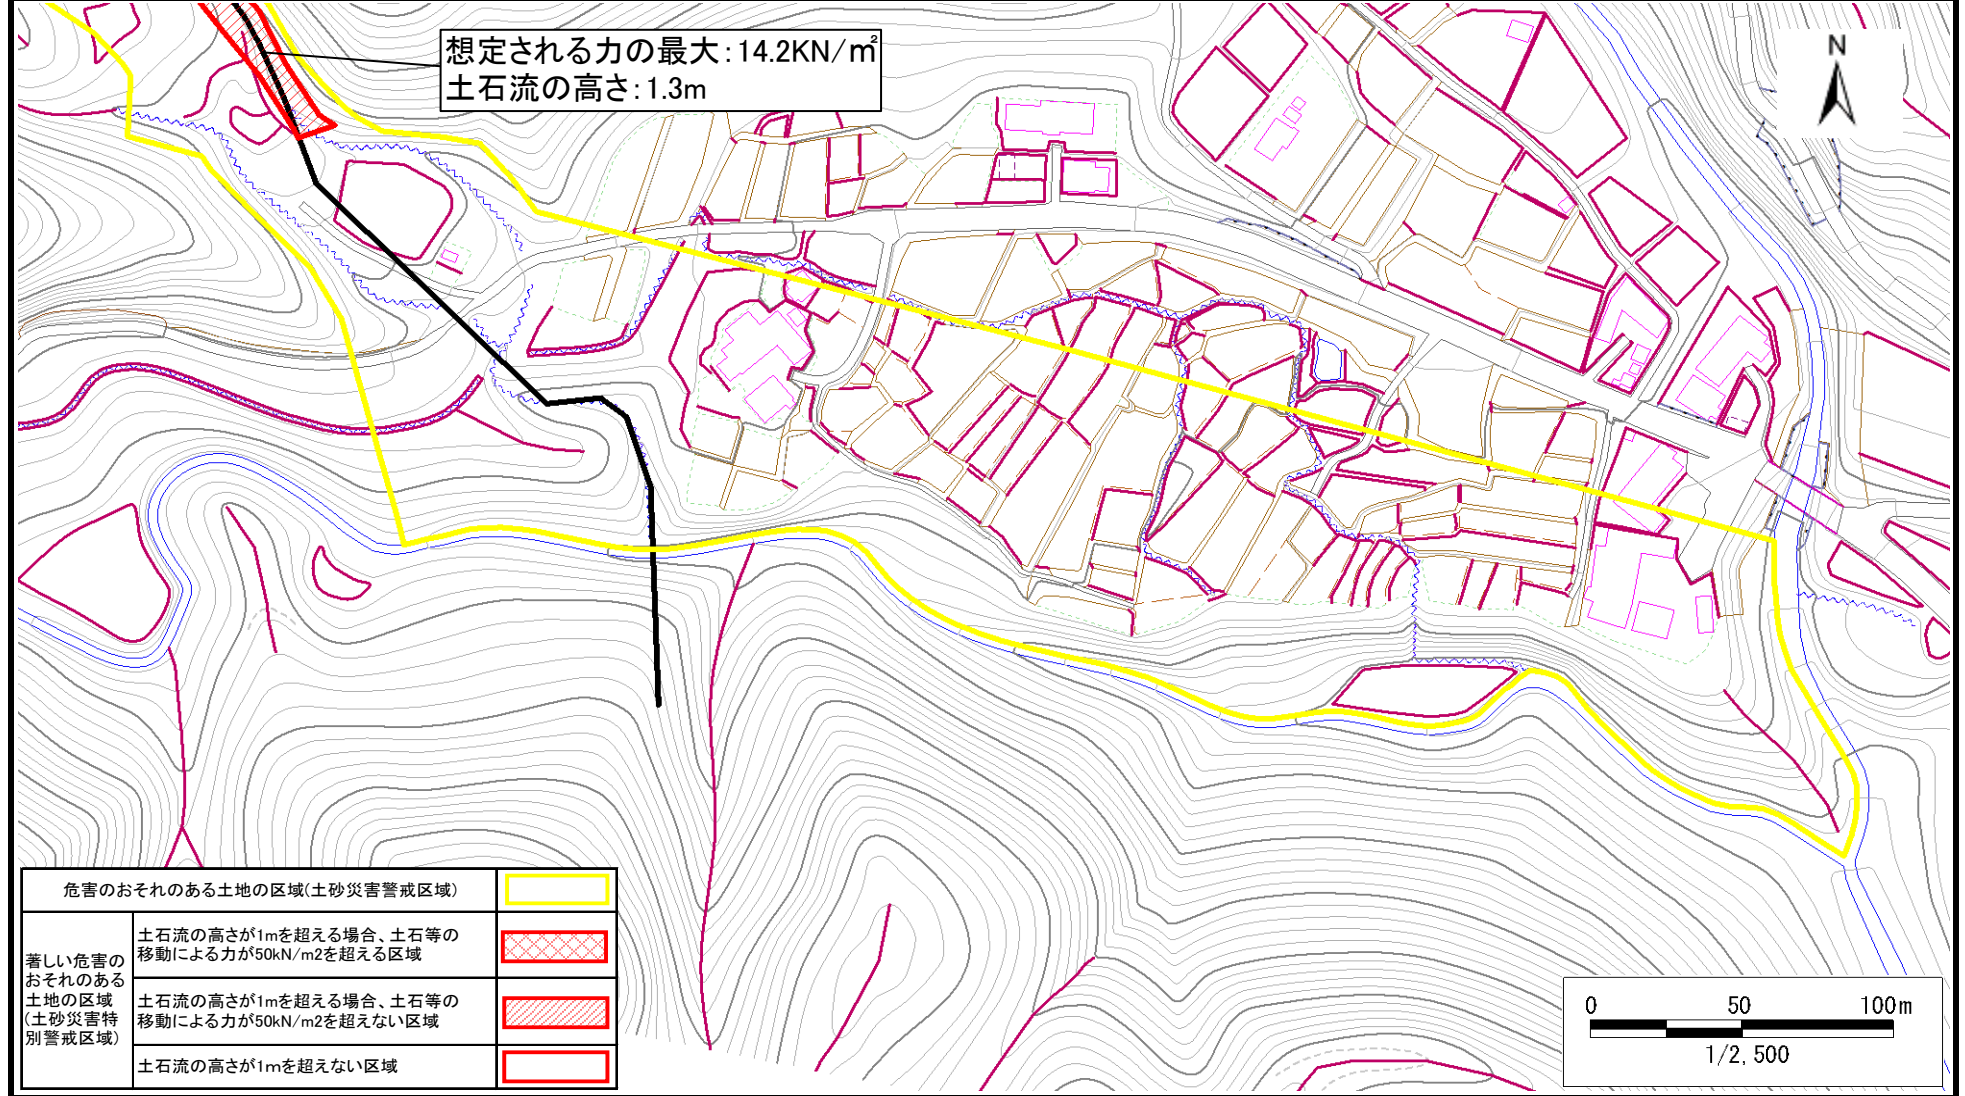 想定される力の最大：14.2KN/㎡
土石流の高さ：1.3m
N
危害のおそれのある土地の区域(土砂災害警戒区域)
著しい危害の
おそれのある
土地の区域
(土砂災害特
別警戒区域)
土石流の高さが1mを超える場合、土石等の
移動による力が50kN/m2を超える区域
土石流の高さが1mを超える場合、土石等の
移動による力が50kN/m2を超えない区域
土石流の高さが1mを超えない区域
0 50 100m
1/2,500